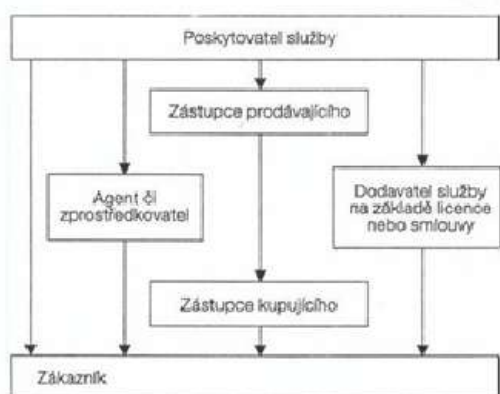 Poskytovatel služby
Zástupce prodávajícího
Agent či
zprostředkovatel
Dodavatel služby
na základě licence
nebo smlouvy
Zástupce kupujícího
Zákazník